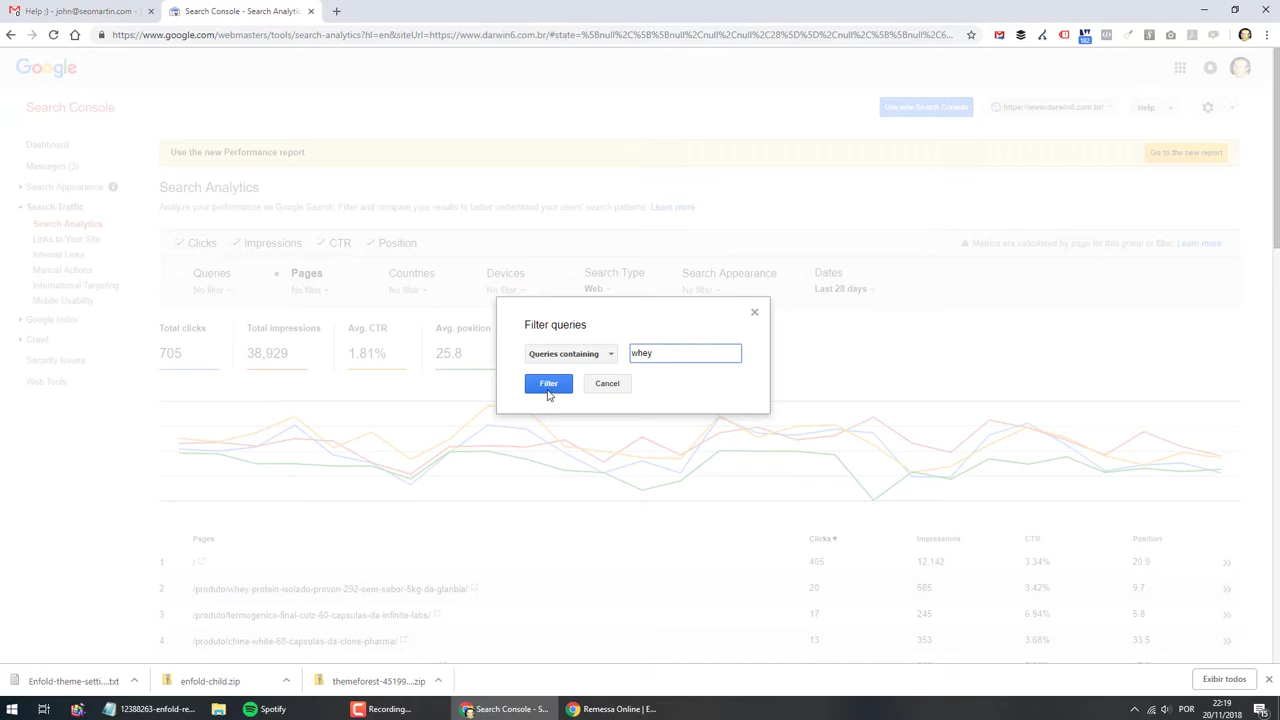 Help ;) - john@seomartin.com
Search Console - Search Analytic
https://www.google.com/webmasters/tools/search-analytics?hl=en&siteUrl=https://www.darwin6.com.br/#state=%5Bnull%2C%5B%5Bnull%2Cnull%2Cnull%2C28%5D%5D%2Cnull%2C%5B%5Bnull%2C6...
182
Google
Search Console
Use new Search Console
https://www.darwin6.com.br/
Help
Use the new Performance report
Go to the new report
Dashboard
Messages (3)
Search Appearance
Search Traffic
Search Analytics
Links to Your Site
Internal Links
Manual Actions
International Targeting
Mobile Usability
Google Index
Crawl
Security Issues
Web Tools
Search Analytics
Analyze your performance on Google Search. Filter and compare your results to better understand your users' search patterns. Learn more
Clicks Impressions CTR Position
Metrics are calculated by page for this group or filter. Learn more
Queries Pages Countries Devices Search Type Search Appearance Dates
No filter No filter No filter No filter Web No filter Last 28 days
Total clicks Total impressions Avg. CTR Avg. position
705 38,929 1.81% 25.8
Filter queries
Queries containing whey
Filter Cancel
Pages Clicks▼ Impressions CTR Position
1 / 405 12,142 3.34% 20.9
2 /produto/whey-protein-isolado-provon-292-sem-sabor-5kg-da-glanbia/ 20 585 3.42% 9.7
3 /produto/termogenico-final-cutz-60-capsulas-da-infinite-labs/ 17 245 6.94% 5.8
4 /produto/china-white-60-capsulas-da-clone-pharma/ 13 353 3.68% 33.5
Enfold-theme-setti....txt
enfold-child.zip
themeforest-45199....zip
Exibir todos
12388263-enfold-re...
Spotify
Recording...
Search Console - S...
Remessa Online | E...
POR
22:19
20/11/2018
15